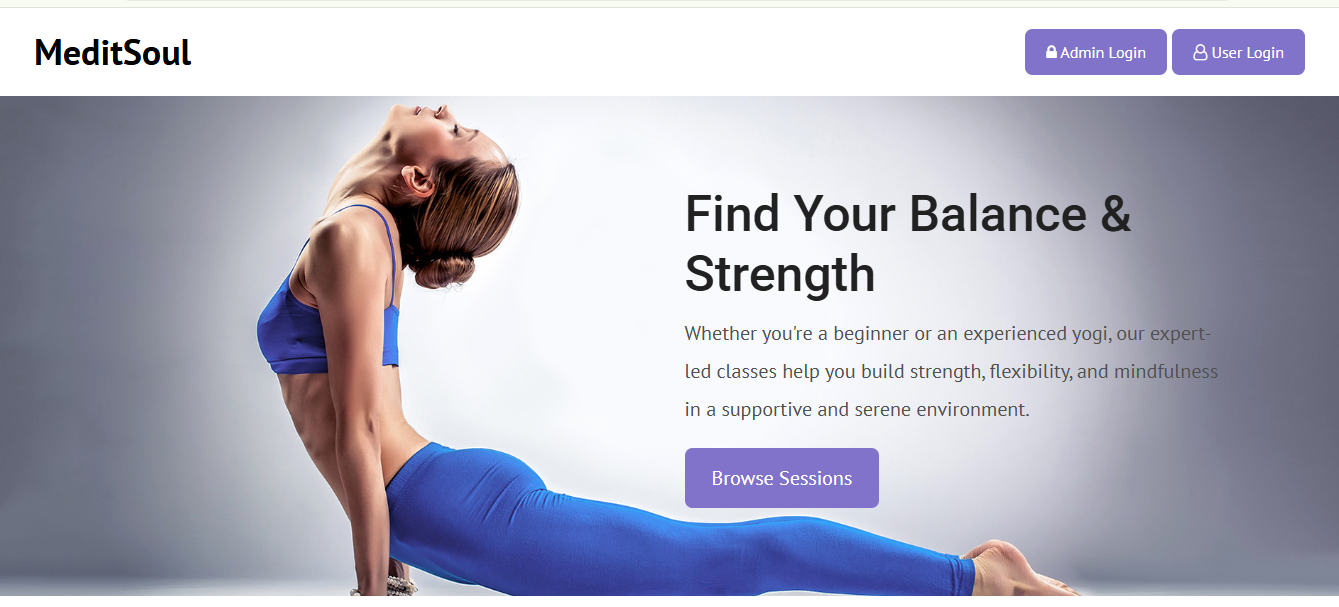 MeditSoul
Admin Login
User Login
Find Your Balance &
Strength
Whether you're a beginner or an experienced yogi, our expert-
led classes help you build strength, flexibility, and mindfulness
in a supportive and serene environment.
Browse Sessions